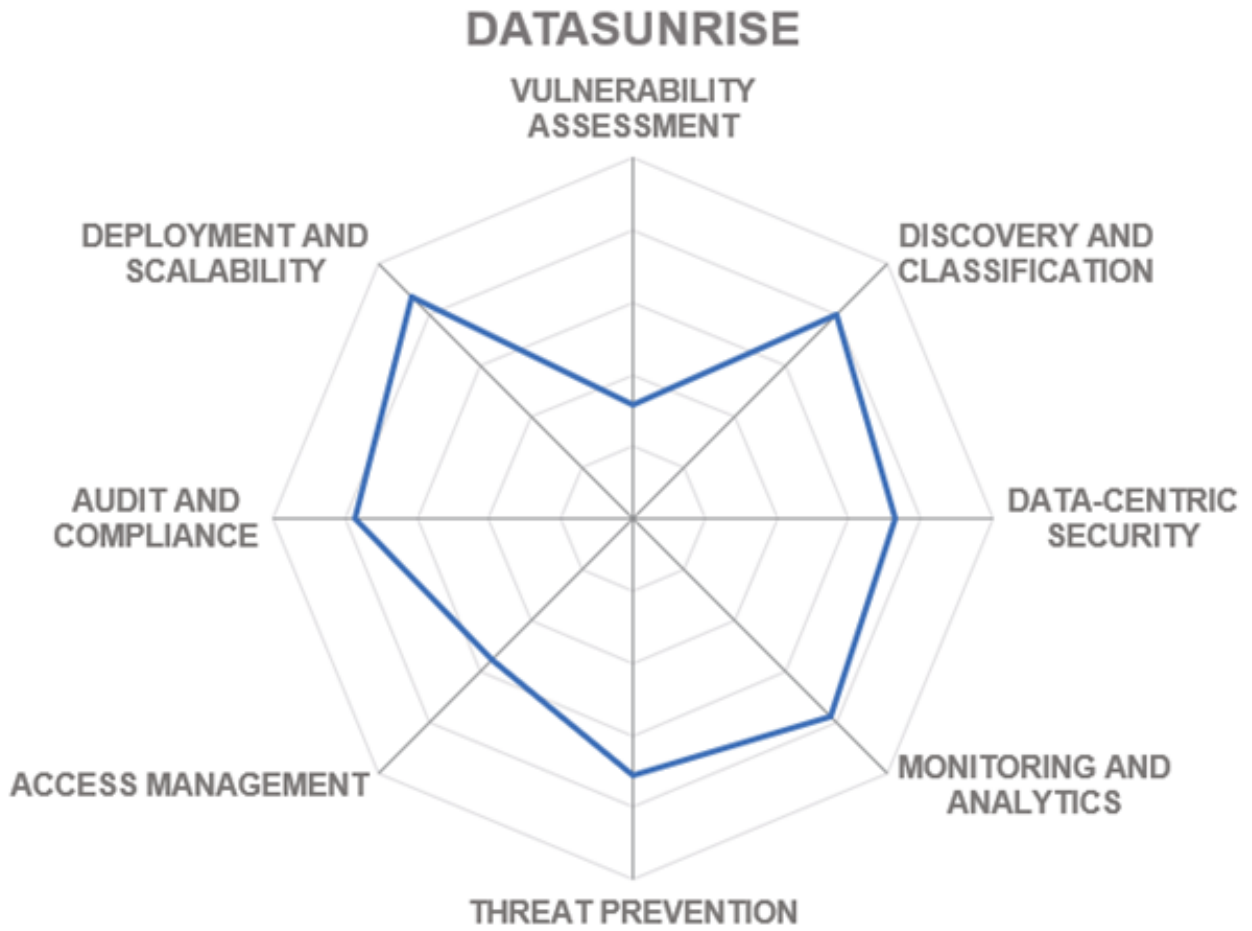 DATASUNRISE
VULNERABILITY
ASSESSMENT
DISCOVERY AND
CLASSIFICATION
DATA-CENTRIC
SECURITY
MONITORING AND
ANALYTICS
THREAT PREVENTION
ACCESS MANAGEMENT
AUDIT AND
COMPLIANCE
DEPLOYMENT AND
SCALABILITY